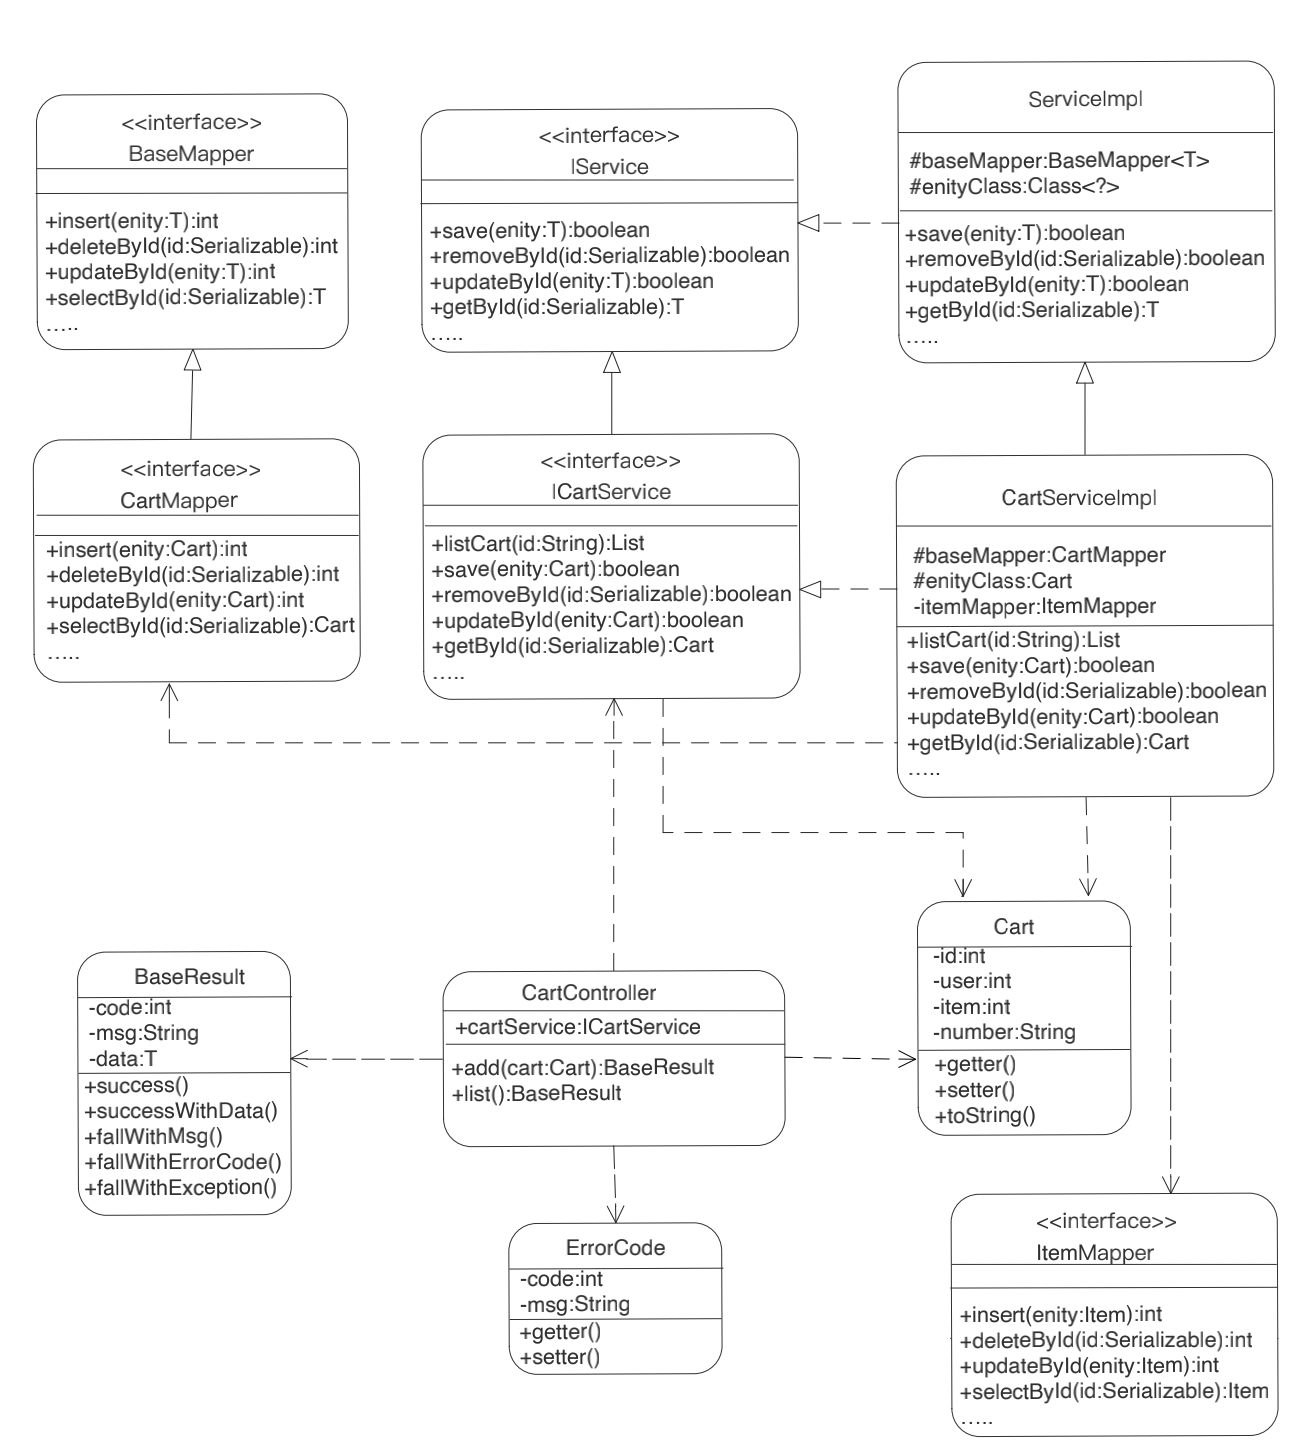 <<interface>>
BaseMapper
+insert(enity:T):int
+deleteById(id:Serializable):int
+updateById(enity:T):int
+selectById(id:Serializable):T
.....
<<interface>>
IService
+save(enity:T):boolean
+removeById(id:Serializable):boolean
+updateById(enity:T):boolean
+getById(id:Serializable):T
.....
ServiceImpl
#baseMapper:BaseMapper<T>
#enityClass:Class<?>
+save(enity:T):boolean
+removeById(id:Serializable):boolean
+updateById(enity:T):boolean
+getById(id:Serializable):T
.....
<<interface>>
CartMapper
+insert(enity:Cart):int
+deleteById(id:Serializable):int
+updateById(enity:Cart):int
+selectById(id:Serializable):Cart
.....
<<interface>>
ICartService
+listCart(id:String):List
+save(enity:Cart):boolean
+removeById(id:Serializable):boolean
+updateById(enity:Cart):boolean
+getById(id:Serializable):Cart
.....
CartServiceImpl
#baseMapper:CartMapper
#enityClass:Cart
-itemMapper:ItemMapper
+listCart(id:String):List
+save(enity:Cart):boolean
+removeById(id:Serializable):boolean
+updateById(enity:Cart):boolean
+getById(id:Serializable):Cart
.....
BaseResult
-code:int
-msg:String
-data:T
+success()
+successWithData()
+fallWithMsg()
+fallWithErrorCode()
+fallWithException()
CartController
+cartService:ICartService
+add(cart:Cart):BaseResult
+list():BaseResult
Cart
-id:int
-user:int
-item:int
-number:String
+getter()
+setter()
+toString()
ErrorCode
-code:int
-msg:String
+getter()
+setter()
<<interface>>
ItemMapper
+insert(enity:Item):int
+deleteById(id:Serializable):int
+updateById(enity:Item):int
+selectById(id:Serializable):Item
.....